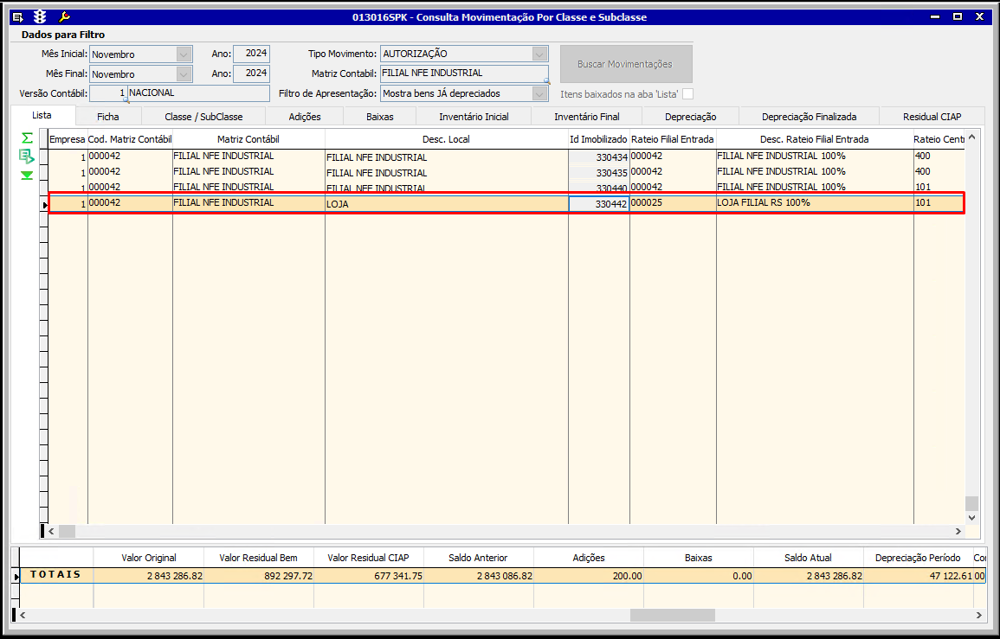 013016SPK - Consulta Movimentação Por Classe e Subclasse
Dados para Filtro
Mês Inicial: Novembro Ano: 2024 Tipo Movimento: AUTORIZAÇÃO Buscar Movimentações
Mês Final: Novembro Ano: 2024 Matriz Contabil: FILIAL NFE INDUSTRIAL
Versão Contábil: 1 NACIONAL Filtro de Apresentação: Mostra bens JÁ depreciados Itens baixados na aba 'Lista'
Lista Ficha Classe / SubClasse Adições Baixas Inventário Inicial Inventário Final Depreciação Depreciação Finalizada Residual CIAP
Empresa Cod. Matriz Contábil Matriz Contábil Desc. Local Id Imobilizado Rateio Filial Entrada Desc. Rateio Filial Entrada Rateio Centr
1 000042 FILIAL NFE INDUSTRIAL FILIAL NFE INDUSTRIAL 330434 000042 FILIAL NFE INDUSTRIAL 100% 400
1 000042 FILIAL NFE INDUSTRIAL FILIAL NFE INDUSTRIAL 330435 000042 FILIAL NFE INDUSTRIAL 100% 400
1 000042 FILIAL NFE INDUSTRIAL FILIAL NFE INDUSTRIAL 330440 000042 FILIAL NFE INDUSTRIAL 100% 101
1 000042 FILIAL NFE INDUSTRIAL LOJA 330442 000025 LOJA FILIAL RS 100% 101
Valor Original Valor Residual Bem Valor Residual CIAP Saldo Anterior Adições Baixas Saldo Atual Depreciação Período Cor
TOTAIS 2 843 286.82 892 297.72 677 341.75 2 843 086.82 200.00 0.00 2 843 286.82 47 122.61 00